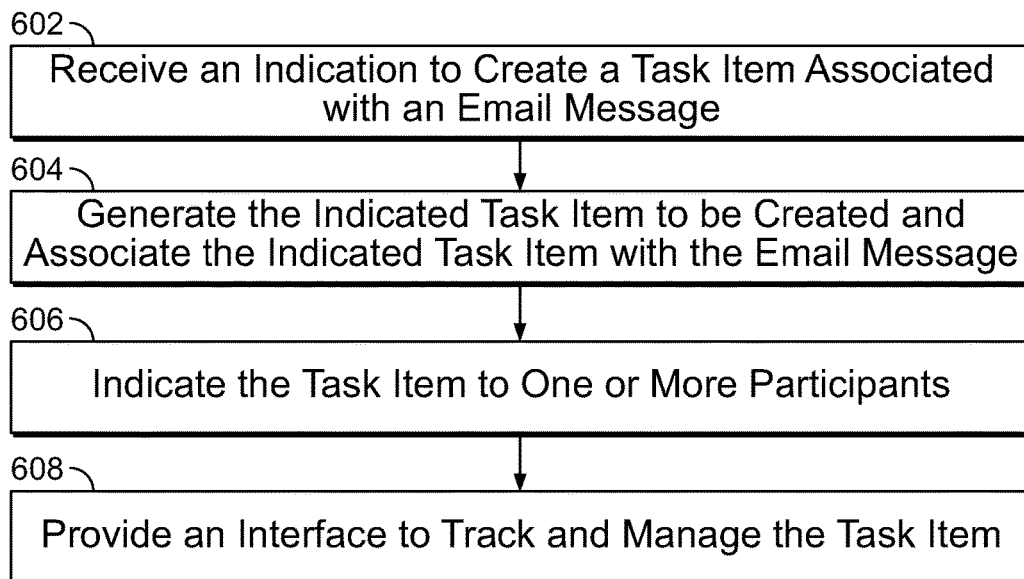 602
Receive an Indication to Create a Task Item Associated
with an Email Message
604
Generate the Indicated Task Item to be Created and
Associate the Indicated Task Item with the Email Message
606
Indicate the Task Item to One or More Participants
608
Provide an Interface to Track and Manage the Task Item